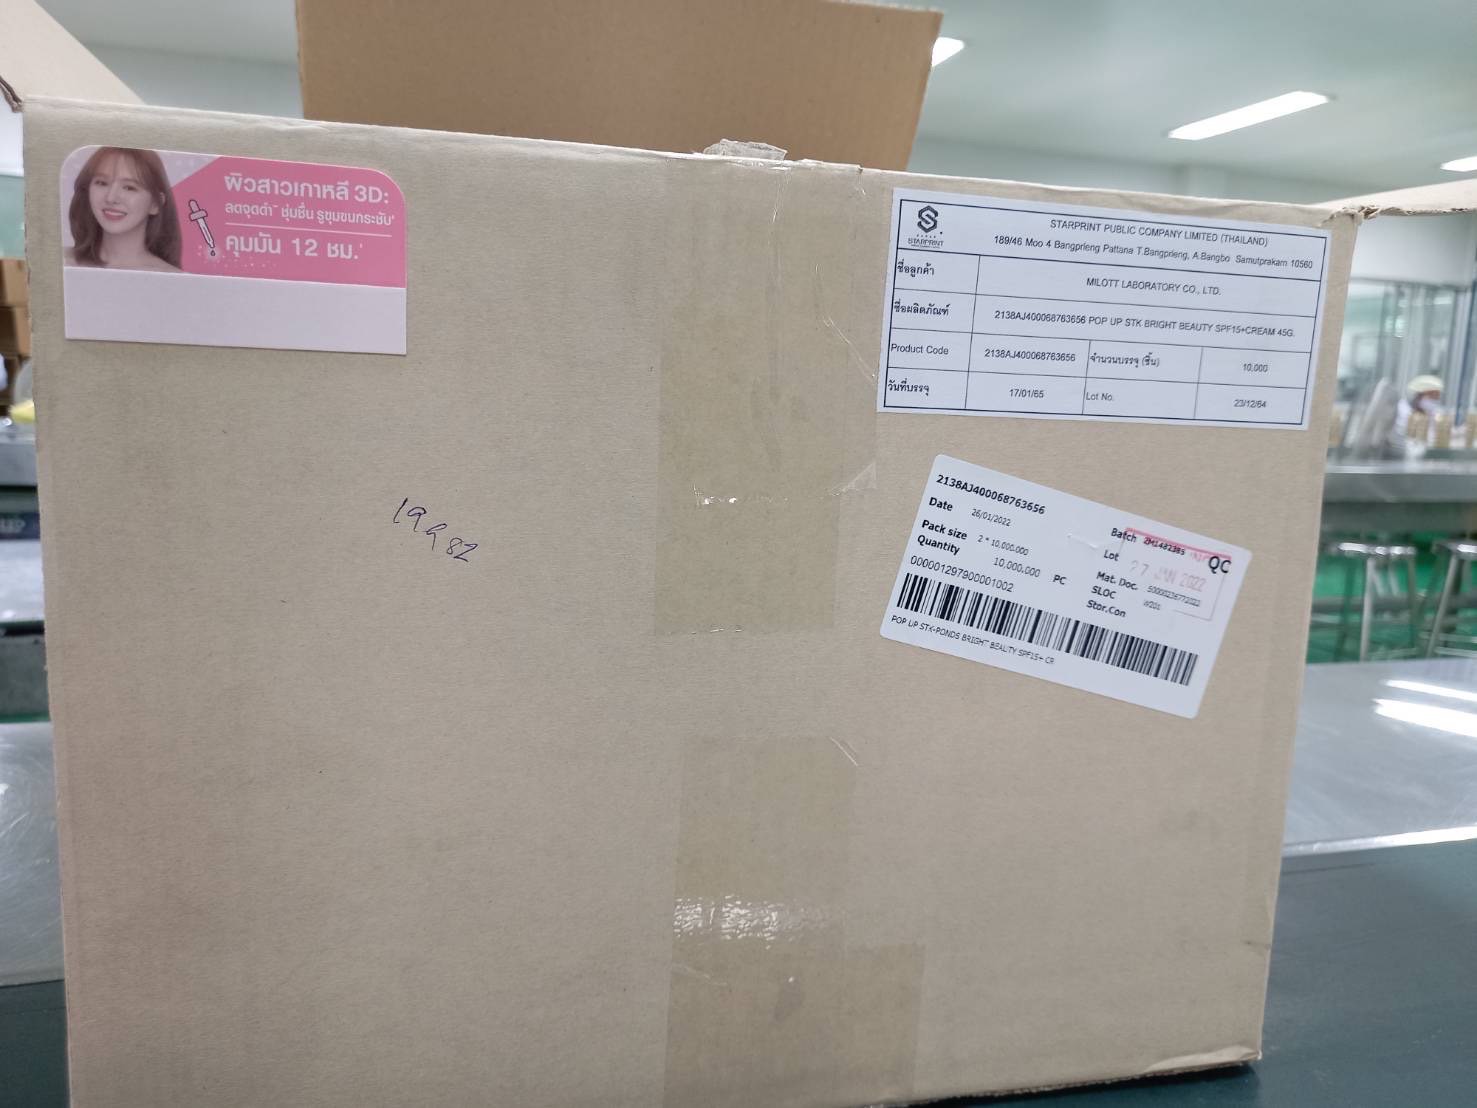 ผิวสาวเกาหลี 3D:
ลดจุดดำ~ ชุ่มชื่น รูขุมขนกระชับ'
คุมมัน 12 ชม.'
STARPRINT
STARPRINT PUBLIC COMPANY LIMITED (THAILAND)
189/46 Moo 4 Bangprieng Pattana T.Bangprieng, A.Bangbo Samutprakarn 10560
ชื่อลูกค้า MILOTT LABORATORY CO., LTD.
ชื่อผลิตภัณฑ์ 2138AJ400068763656 POP UP STK BRIGHT BEAUTY SPF15+CREAM 45G.
Product Code 2138AJ400068763656 จำนวนบรรจุ (ชิ้น) 10,000
วันที่บรรจุ 17/01/65 Lot No. 23/12/64
19982
2138AJ400068763656
Date 26/01/2022
Pack size 2 * 10,000.000
Quantity 10,000.000 PC
Batch
QC
Lot 27 JAN 2022
Mat. Doc.
SLOC W201
Stor.Con
000001297900001002
POP UP STK-PONDS BRIGHT BEAUTY SPF15+ CR